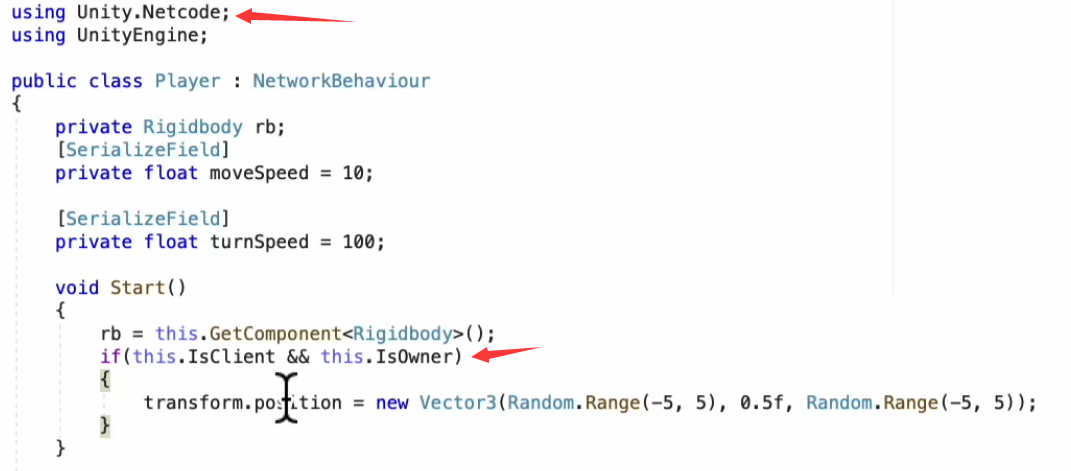 using Unity.Netcode;
using UnityEngine;
public class Player : NetworkBehaviour
{
private Rigidbody rb;
[SerializeField]
private float moveSpeed = 10;
[SerializeField]
private float turnSpeed = 100;
void Start()
{
rb = this.GetComponent<Rigidbody>();
if(this.IsClient && this.IsOwner)
{
transform.position = new Vector3(Random.Range(-5, 5), 0.5f, Random.Range(-5, 5));
}
}